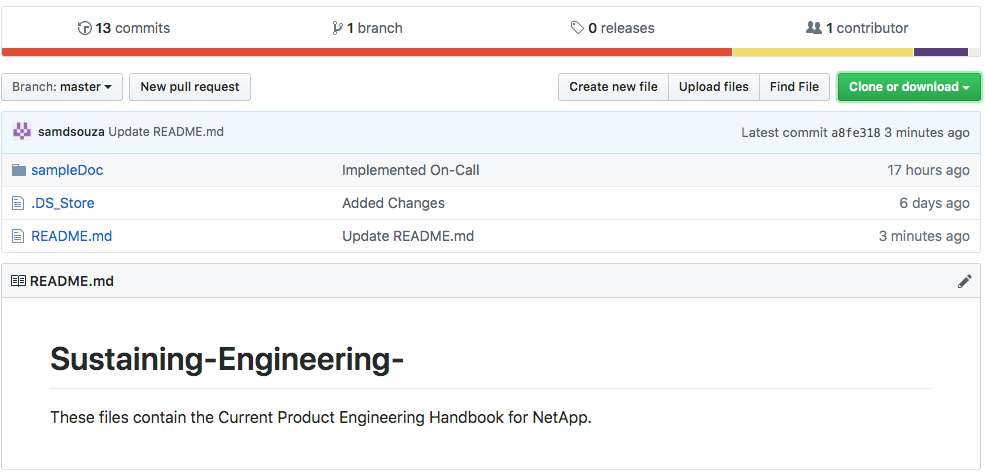 13 commits 1 branch 0 releases 1 contributor
Branch: master New pull request Create new file Upload files Find File Clone or download
samdsouza Update README.md Latest commit a8fe318 3 minutes ago
sampleDoc Implemented On-Call 17 hours ago
.DS_Store Added Changes 6 days ago
README.md Update README.md 3 minutes ago
README.md
Sustaining-Engineering-
These files contain the Current Product Engineering Handbook for NetApp.